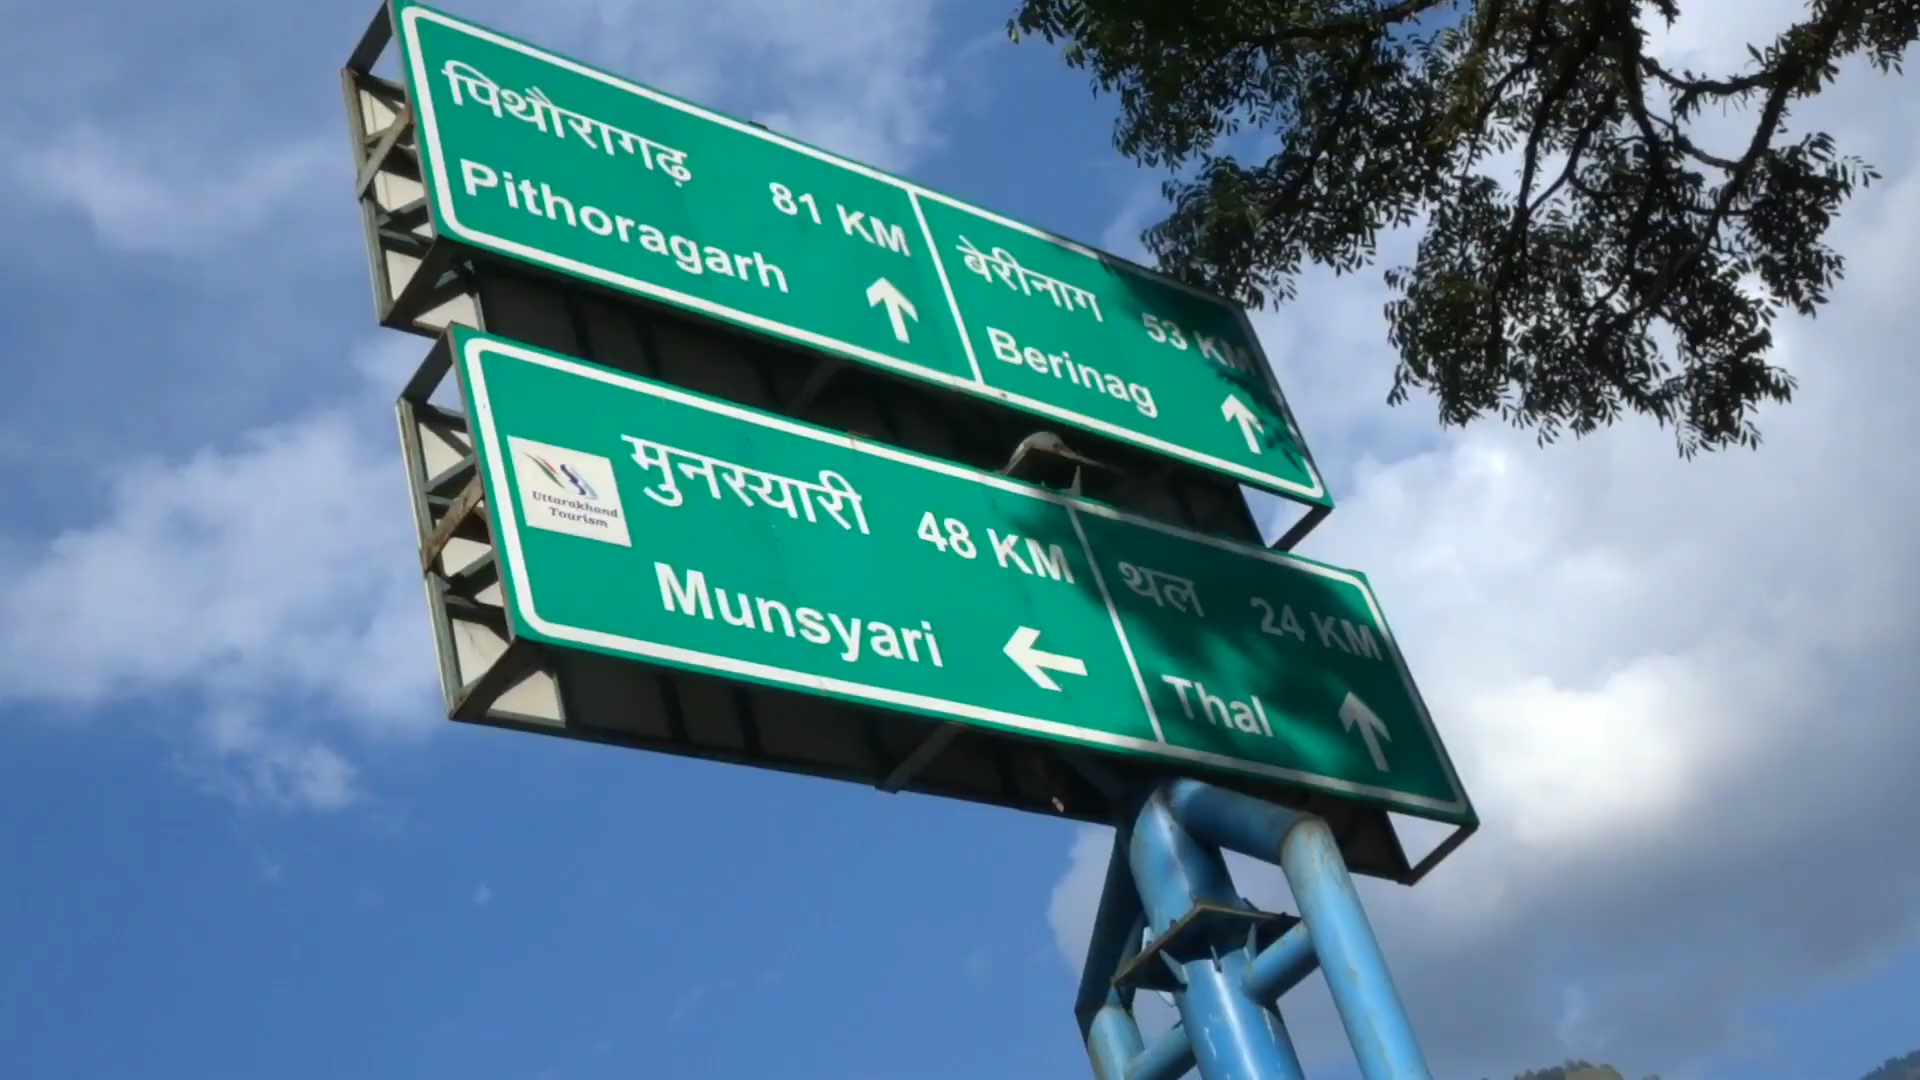 पिथौरागढ़
81 KM
Pithoragarh
बेरीनाग
53 KM
Berinag
Uttarakhand
Tourism
मुनस्यारी
48 KM
Munsyari
थल
24 KM
Thal